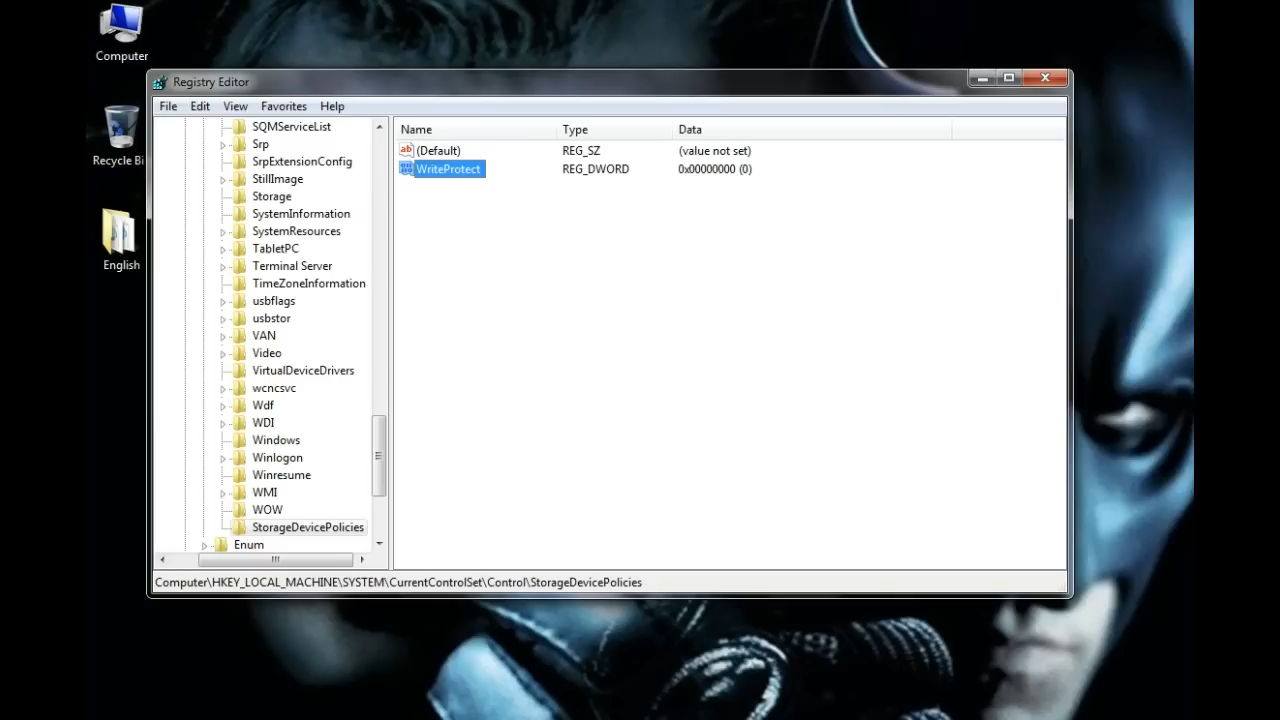 Computer
Recycle Bi
English
Registry Editor
File Edit View Favorites Help
SQMServiceList
Srp
SrpExtensionConfig
StillImage
Storage
SystemInformation
SystemResources
TabletPC
Terminal Server
TimeZoneInformation
usbflags
usbstor
VAN
Video
VirtualDeviceDrivers
wcncsvc
Wdf
WDI
Windows
Winlogon
Winresume
WMI
WOW
StorageDevicePolicies
Enum
Name Type Data
ab (Default) REG_SZ (value not set)
WriteProtect REG_DWORD 0x00000000 (0)
Computer\HKEY_LOCAL_MACHINE\SYSTEM\CurrentControlSet\Control\StorageDevicePolicies